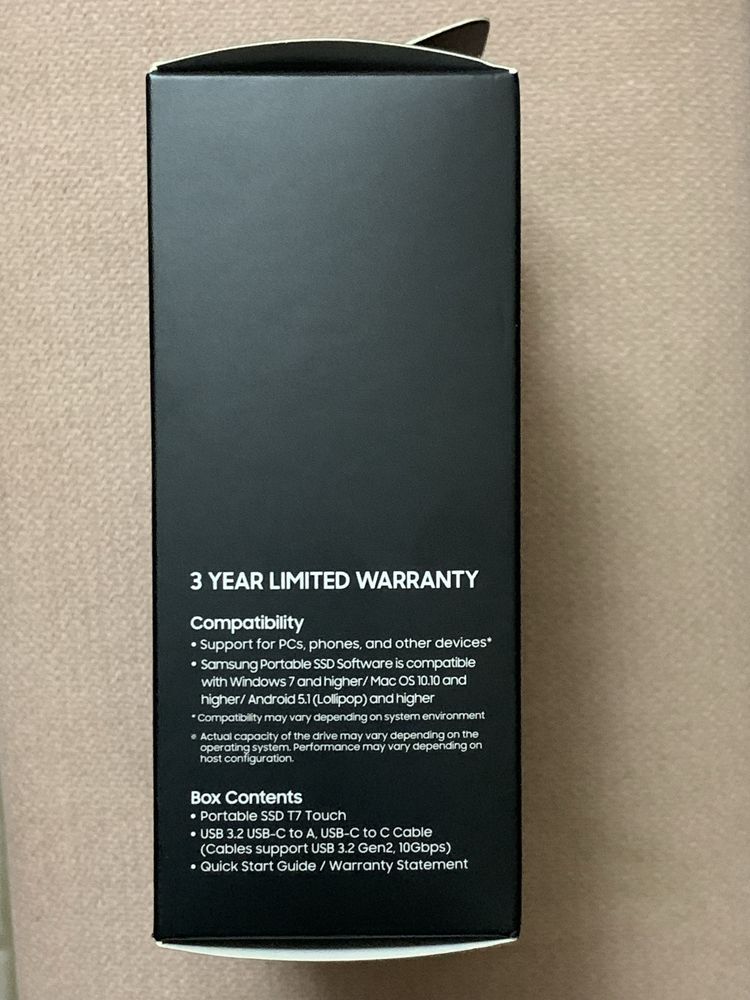 3 YEAR LIMITED WARRANTY
Compatibility
• Support for PCs, phones, and other devices*
• Samsung Portable SSD Software is compatible
with Windows 7 and higher/ Mac OS 10.10 and
higher/ Android 5.1 (Lollipop) and higher
* Compatibility may vary depending on system environment
※ Actual capacity of the drive may vary depending on the
operating system. Performance may vary depending on
host configuration.
Box Contents
• Portable SSD T7 Touch
• USB 3.2 USB-C to A, USB-C to C Cable
(Cables support USB 3.2 Gen2, 10Gbps)
• Quick Start Guide / Warranty Statement